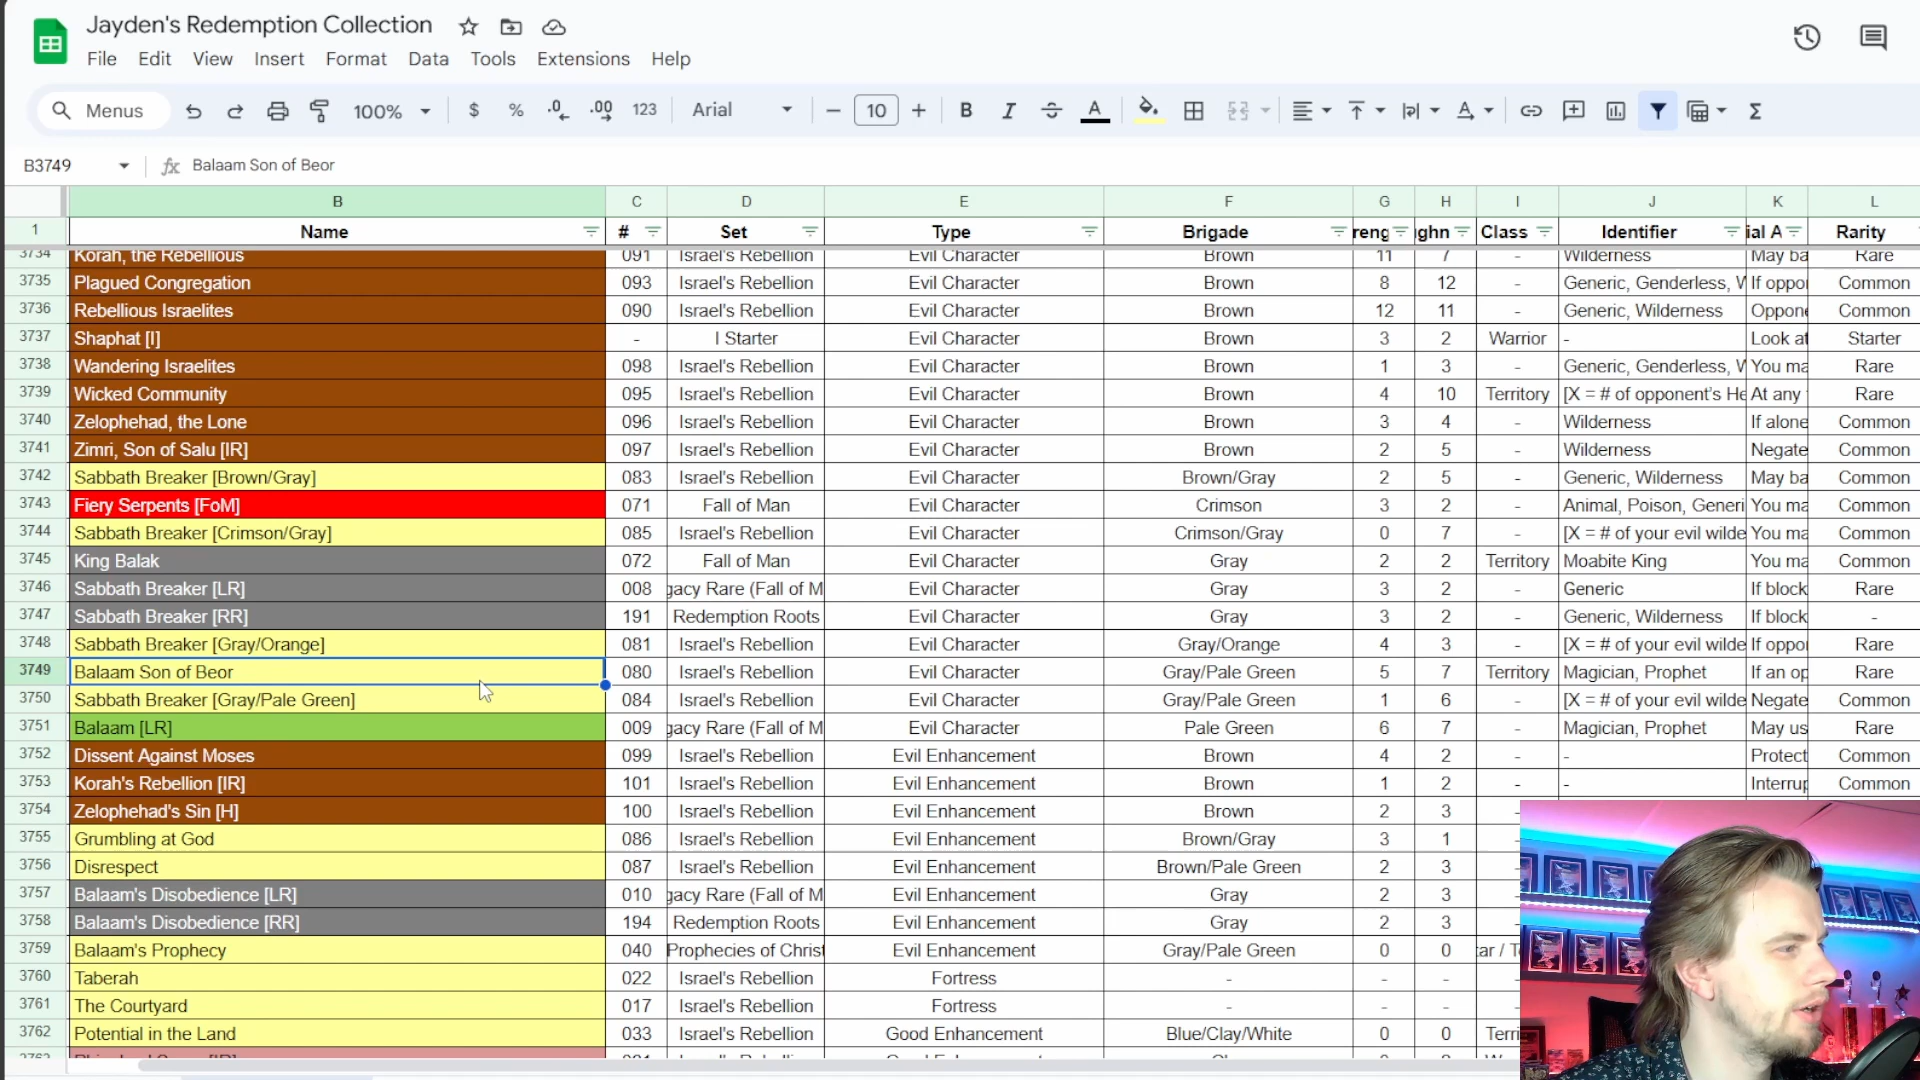 Jayden's Redemption Collection
File Edit View Insert Format Data Tools Extensions Help
Menus 100% $ % .0 .00 123 Arial 10 B I A
B3749 fx Balaam Son of Beor
B C D E F G H I J K L
1 Name # Set Type Brigade reng ughn Class Identifier ial A Rarity
3734 Korah, the Rebellious 091 Israel's Rebellion Evil Character Brown 11 7 - Wilderness May ba Rare
3735 Plagued Congregation 093 Israel's Rebellion Evil Character Brown 8 12 - Generic, Genderless, W If oppo Common
3736 Rebellious Israelites 090 Israel's Rebellion Evil Character Brown 12 11 - Generic, Wilderness Oppone Common
3737 Shaphat [I] - I Starter Evil Character Brown 3 2 Warrior - Look at Starter
3738 Wandering Israelites 098 Israel's Rebellion Evil Character Brown 1 3 - Generic, Genderless, W You ma Rare
3739 Wicked Community 095 Israel's Rebellion Evil Character Brown 4 10 Territory [X = # of opponent's He At any Rare
3740 Zelophehad, the Lone 096 Israel's Rebellion Evil Character Brown 3 4 - Wilderness If alone Common
3741 Zimri, Son of Salu [IR] 097 Israel's Rebellion Evil Character Brown 2 5 - Wilderness Negate Common
3742 Sabbath Breaker [Brown/Gray] 083 Israel's Rebellion Evil Character Brown/Gray 2 5 - Generic, Wilderness May ba Common
3743 Fiery Serpents [FoM] 071 Fall of Man Evil Character Crimson 3 2 - Animal, Poison, Generi You ma Common
3744 Sabbath Breaker [Crimson/Gray] 085 Israel's Rebellion Evil Character Crimson/Gray 0 7 - [X = # of your evil wilde You ma Common
3745 King Balak 072 Fall of Man Evil Character Gray 2 2 Territory Moabite King You ma Common
3746 Sabbath Breaker [LR] 008 gacy Rare (Fall of M Evil Character Gray 3 2 - Generic If block Rare
3747 Sabbath Breaker [RR] 191 Redemption Roots Evil Character Gray 3 2 - Generic, Wilderness If block -
3748 Sabbath Breaker [Gray/Orange] 081 Israel's Rebellion Evil Character Gray/Orange 4 3 - [X = # of your evil wilde If oppo Rare
3749 Balaam Son of Beor 080 Israel's Rebellion Evil Character Gray/Pale Green 5 7 Territory Magician, Prophet If an op Rare
3750 Sabbath Breaker [Gray/Pale Green] 084 Israel's Rebellion Evil Character Gray/Pale Green 1 6 - [X = # of your evil wilde Negate Common
3751 Balaam [LR] 009 gacy Rare (Fall of M Evil Character Pale Green 6 7 - Magician, Prophet May us Rare
3752 Dissent Against Moses 099 Israel's Rebellion Evil Enhancement Brown 4 2 - - Protect Common
3753 Korah's Rebellion [IR] 101 Israel's Rebellion Evil Enhancement Brown 1 2 - - Interrup Common
3754 Zelophehad's Sin [H] 100 Israel's Rebellion Evil Enhancement Brown 2 3
3755 Grumbling at God 086 Israel's Rebellion Evil Enhancement Brown/Gray 3 1
3756 Disrespect 087 Israel's Rebellion Evil Enhancement Brown/Pale Green 2 3
3757 Balaam's Disobedience [LR] 010 gacy Rare (Fall of M Evil Enhancement Gray 2 3
3758 Balaam's Disobedience [RR] 194 Redemption Roots Evil Enhancement Gray 2 3
3759 Balaam's Prophecy 040 Prophecies of Christ Evil Enhancement Gray/Pale Green 0 0
3760 Taberah 022 Israel's Rebellion Fortress - - -
3761 The Courtyard 017 Israel's Rebellion Fortress - - -
3762 Potential in the Land 033 Israel's Rebellion Good Enhancement Blue/Clay/White 0 0 Terri